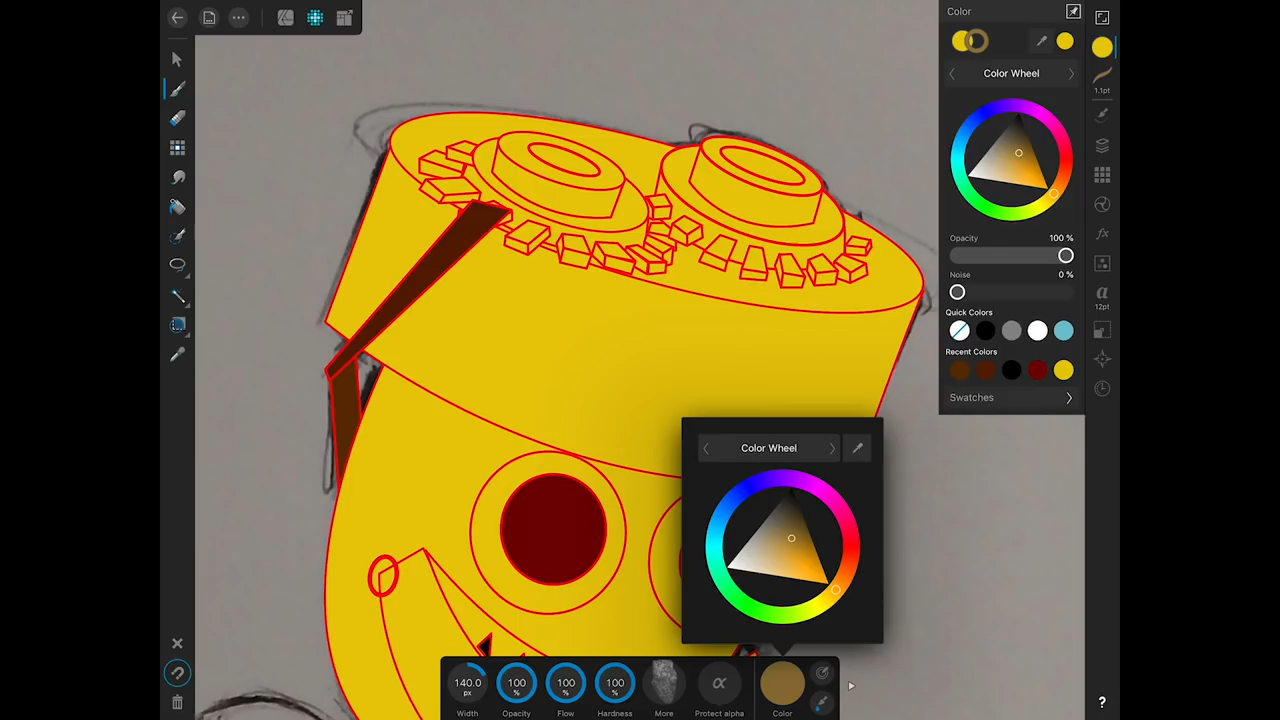 Color
Color Wheel
1.1pt
Opacity 100 %
Noise 0 %
a
12pt
Quick Colors
Recent Colors
Swatches
Color Wheel
140.0 px
100 %
100 %
100 %
α
Width Opacity Flow Hardness More Protect alpha Color
fx
?